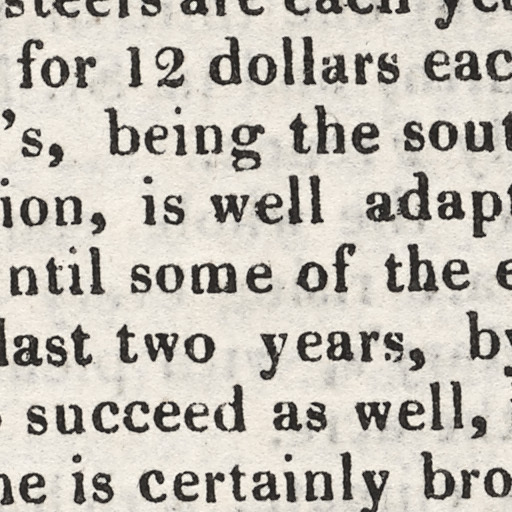 steers are each ye
for 12 dollars eac
's, being the sout
ion, is well adapt
ntil some of the e
last two years, by
succeed as well,
ne is certainly bro